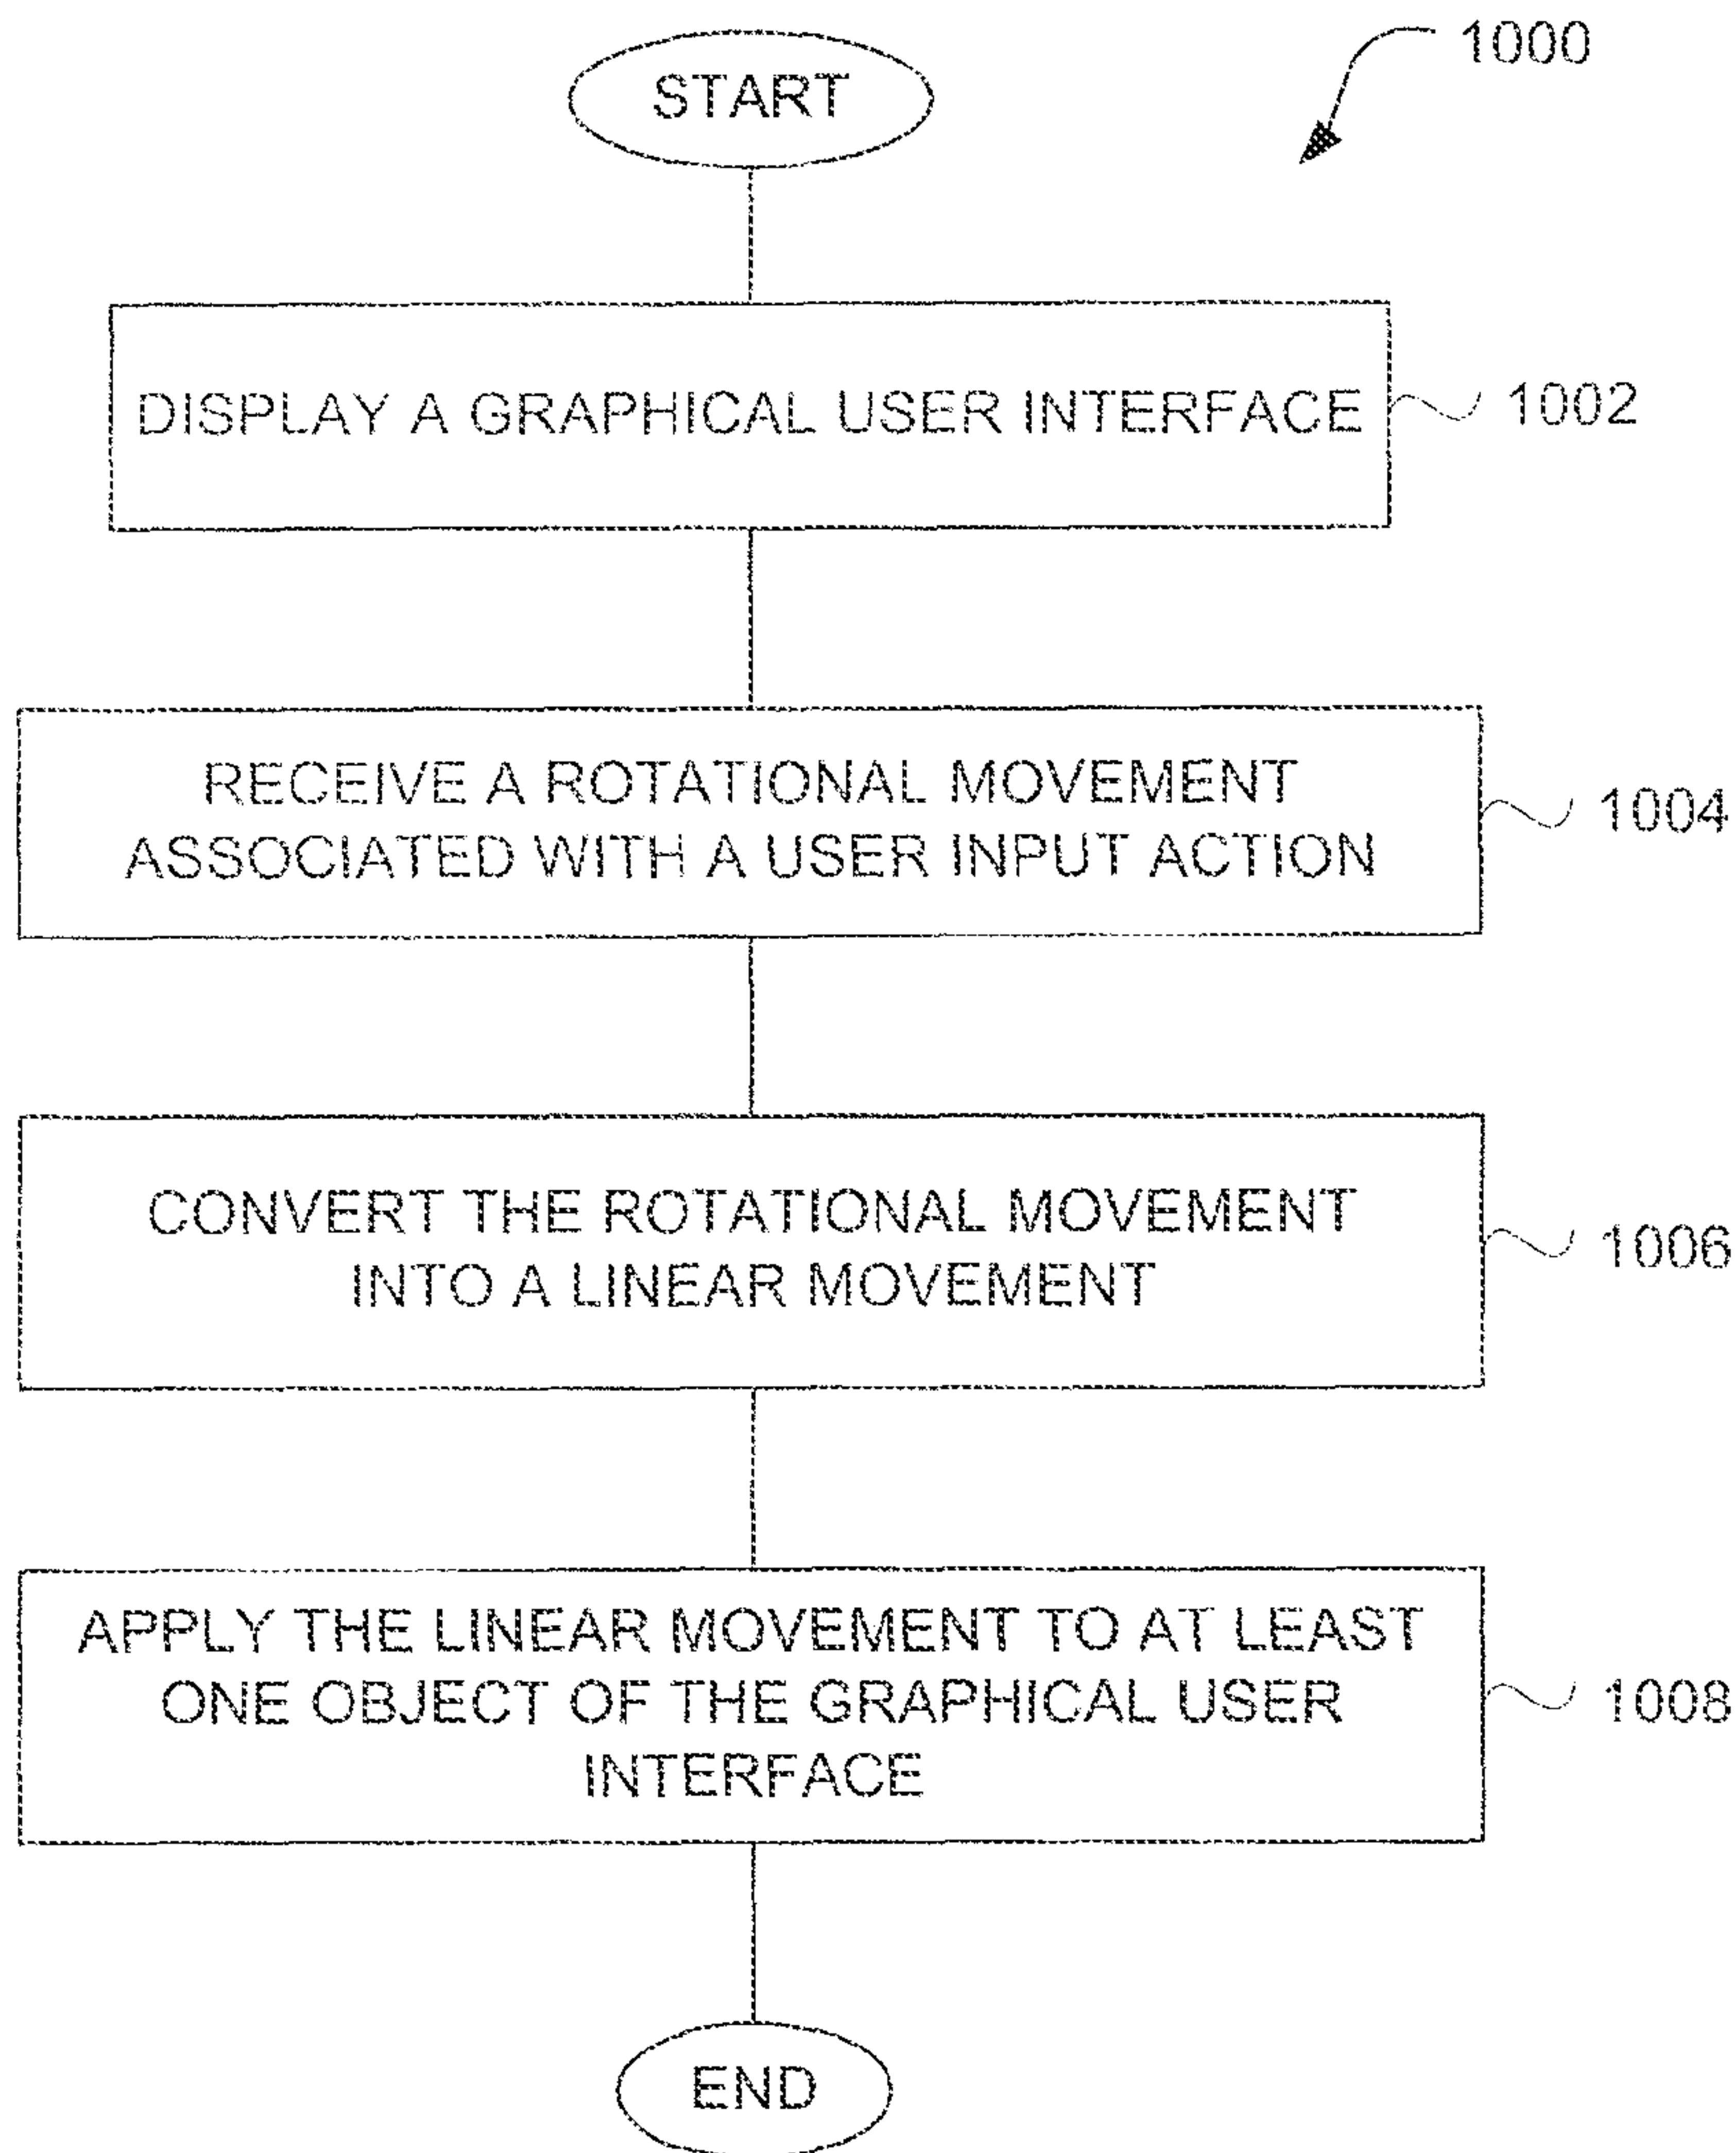 1000
START
DISPLAY A GRAPHICAL USER INTERFACE
1002
RECEIVE A ROTATIONAL MOVEMENT
ASSOCIATED WITH A USER INPUT ACTION
1004
CONVERT THE ROTATIONAL MOVEMENT
INTO A LINEAR MOVEMENT
1006
APPLY THE LINEAR MOVEMENT TO AT LEAST
ONE OBJECT OF THE GRAPHICAL USER
INTERFACE
1008
END